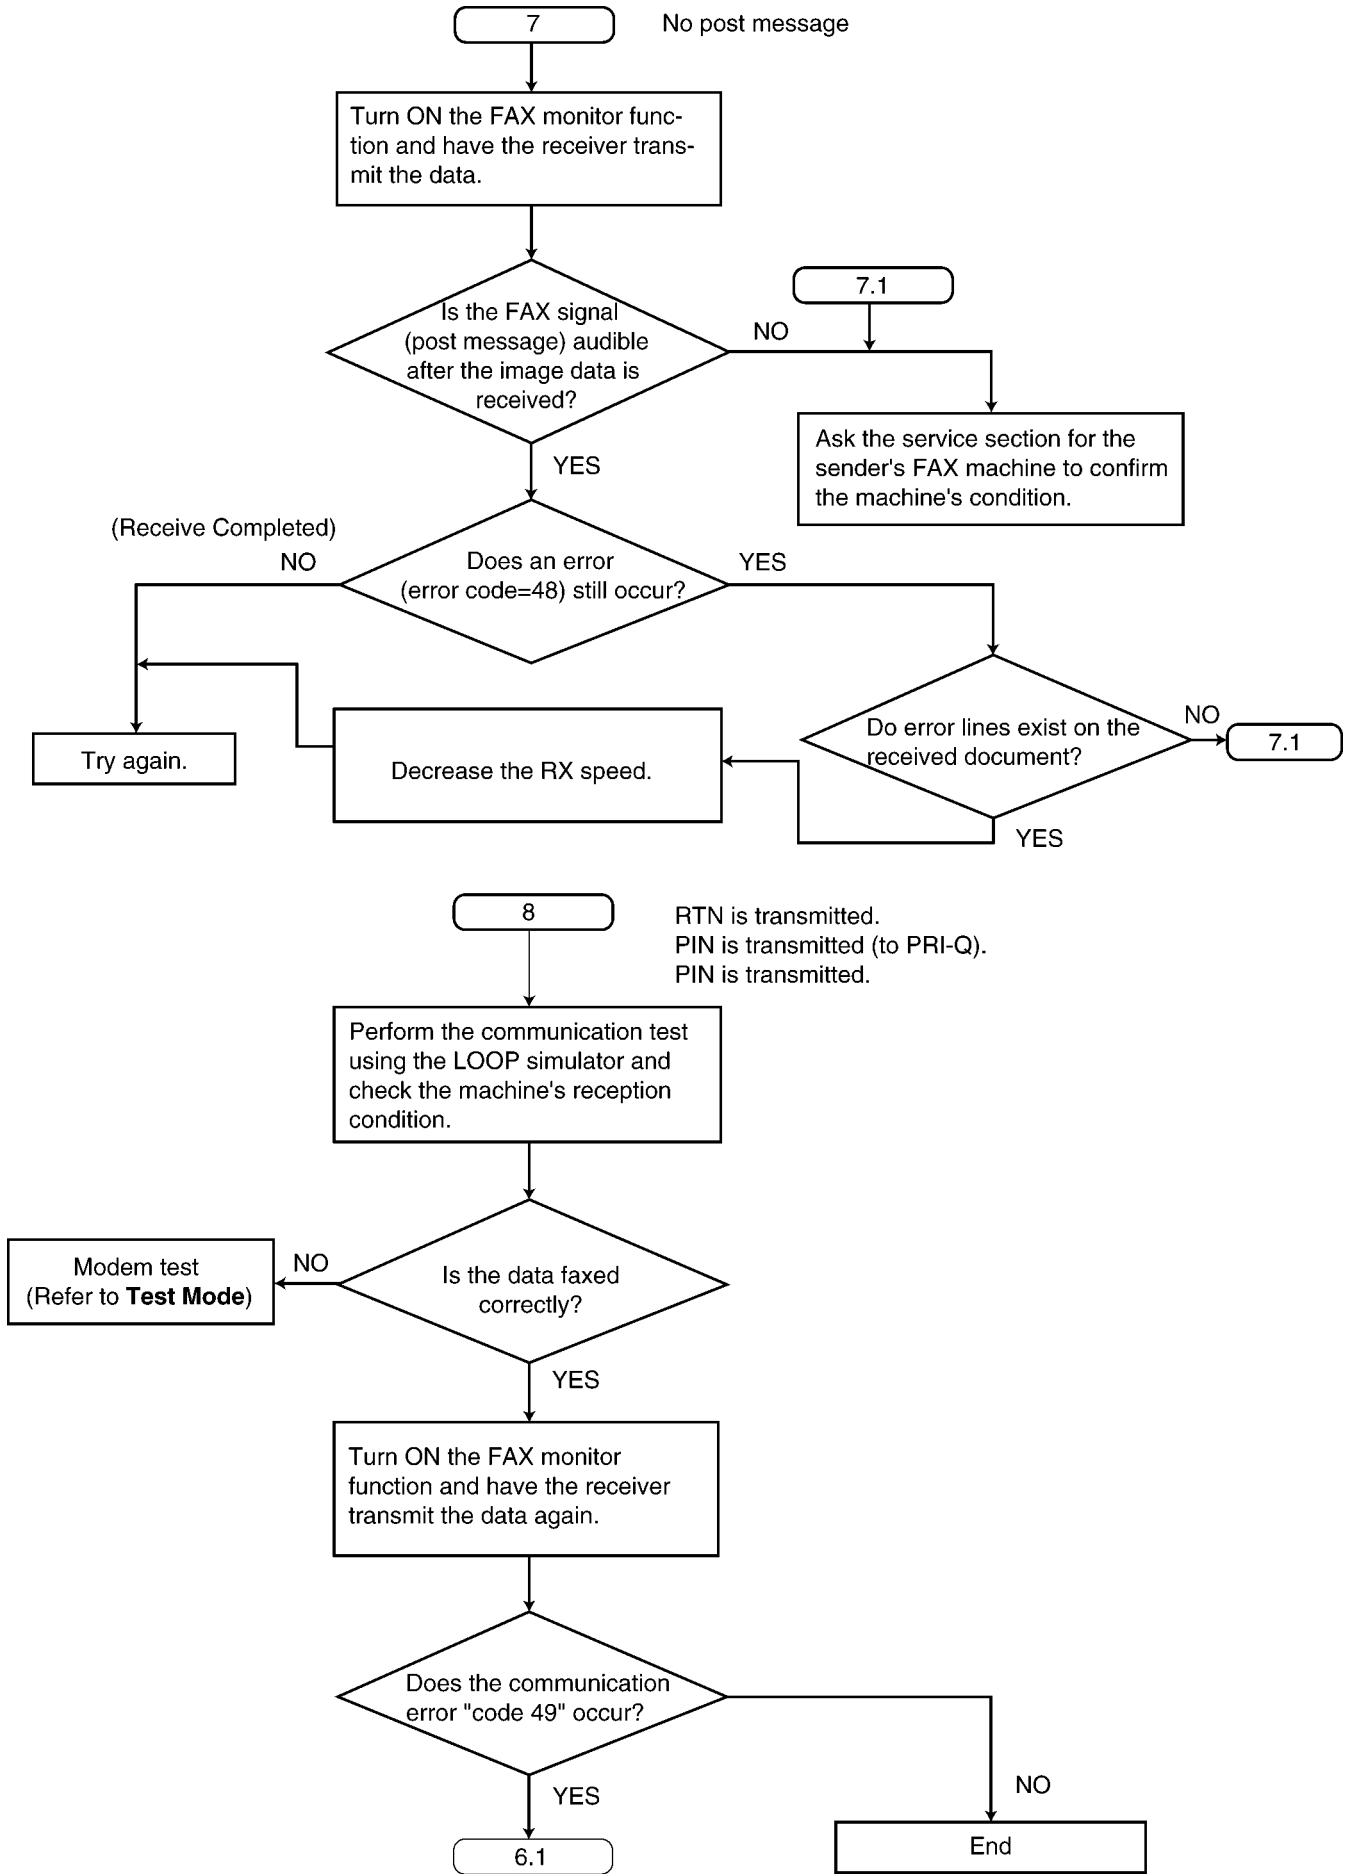 7
No post message
Turn ON the FAX monitor func-
tion and have the receiver trans-
mit the data.
7.1
Is the FAX signal
(post message) audible
after the image data is
received?
NO
Ask the service section for the
sender's FAX machine to confirm
the machine's condition.
YES
(Receive Completed)
NO
Does an error
(error code=48) still occur?
YES
Do error lines exist on the
received document?
NO
7.1
Try again.
Decrease the RX speed.
YES
8
RTN is transmitted.
PIN is transmitted (to PRI-Q).
PIN is transmitted.
Perform the communication test
using the LOOP simulator and
check the machine's reception
condition.
Modem test
(Refer to Test Mode)
NO
Is the data faxed
correctly?
YES
Turn ON the FAX monitor
function and have the receiver
transmit the data again.
Does the communication
error "code 49" occur?
YES
NO
6.1
End